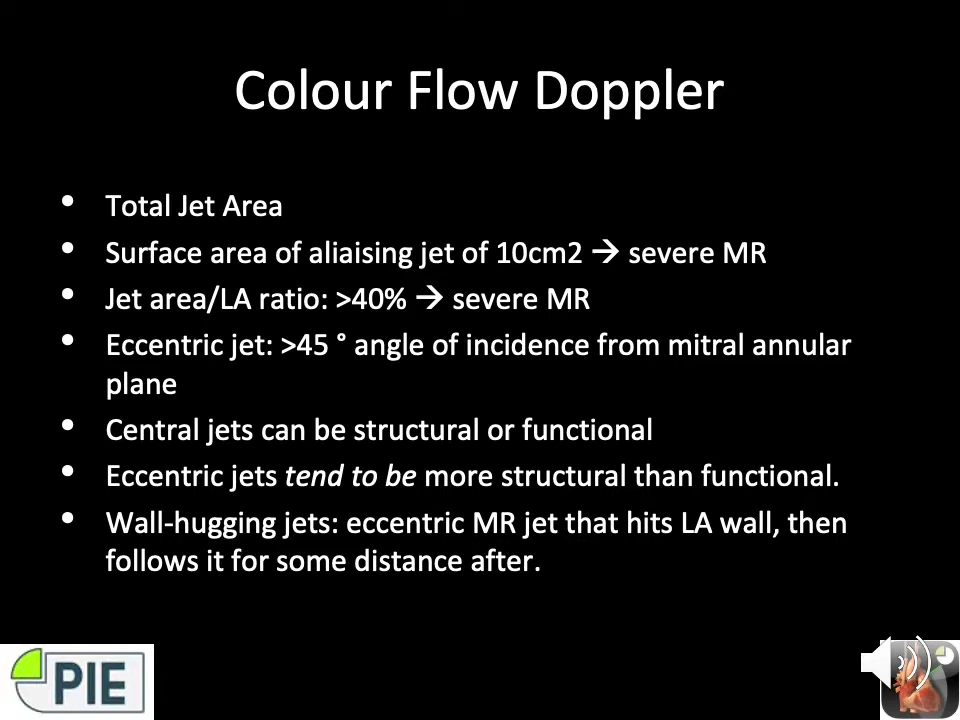 Colour Flow Doppler
• Total Jet Area
• Surface area of aliaising jet of 10cm2 → severe MR
• Jet area/LA ratio: >40% → severe MR
• Eccentric jet: >45 ° angle of incidence from mitral annular
plane
• Central jets can be structural or functional
• Eccentric jets tend to be more structural than functional.
• Wall-hugging jets: eccentric MR jet that hits LA wall, then
follows it for some distance after.
PIE